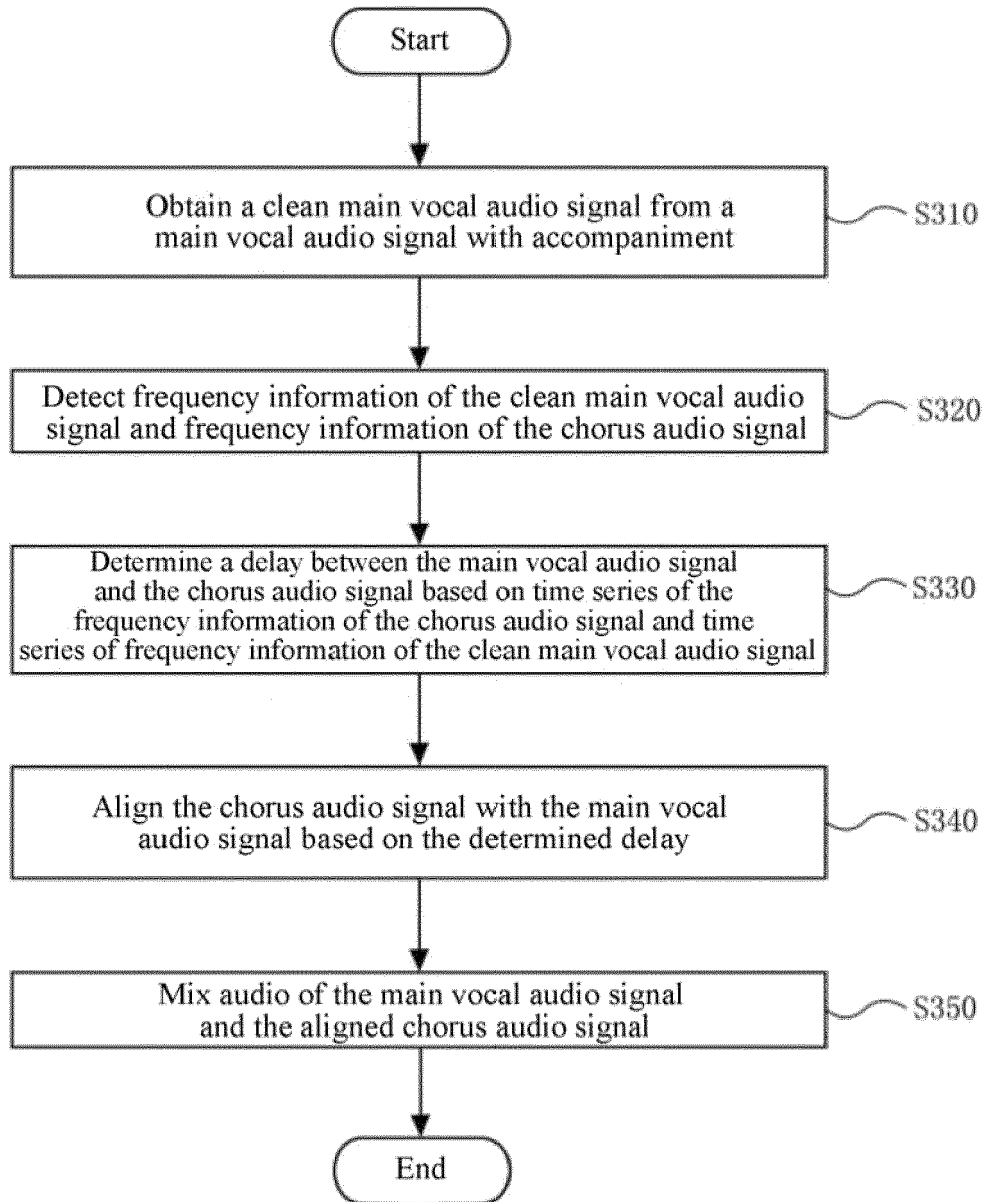 Start
Obtain a clean main vocal audio signal from a
main vocal audio signal with accompaniment
S310
Detect frequency information of the clean main vocal audio
signal and frequency information of the chorus audio signal
S320
Determine a delay between the main vocal audio signal
and the chorus audio signal based on time series of the
frequency information of the chorus audio signal and time
series of frequency information of the clean main vocal audio signal
S330
Align the chorus audio signal with the main vocal
audio signal based on the determined delay
S340
Mix audio of the main vocal audio signal
and the aligned chorus audio signal
S350
End